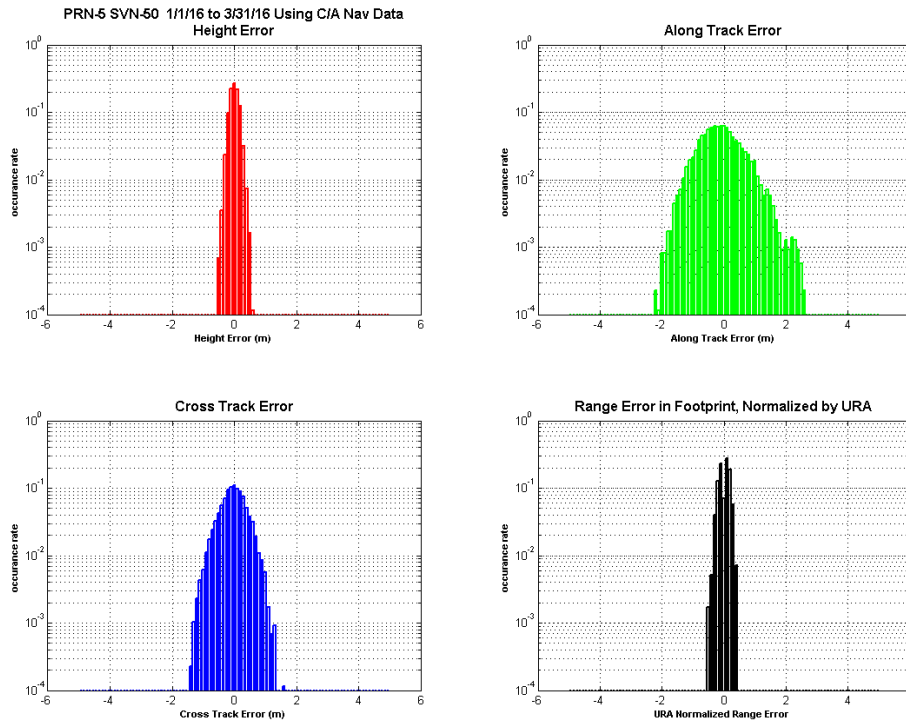 PRN-5 SVN-50 1/1/16 to 3/31/16 Using C/A Nav Data
Height Error
10^0
10^-1
10^-2
10^-3
10^-4
occurance rate
-6 -4 -2 0 2 4 6
Height Error (m)
Along Track Error
10^0
10^-1
10^-2
10^-3
10^-4
occurance rate
-6 -4 -2 0 2 4 6
Along Track Error (m)
Cross Track Error
10^0
10^-1
10^-2
10^-3
10^-4
occurance rate
-6 -4 -2 0 2 4 6
Cross Track Error (m)
Range Error in Footprint, Normalized by URA
10^0
10^-1
10^-2
10^-3
10^-4
occurance rate
-6 -4 -2 0 2 4 6
URA Normalized Range Error